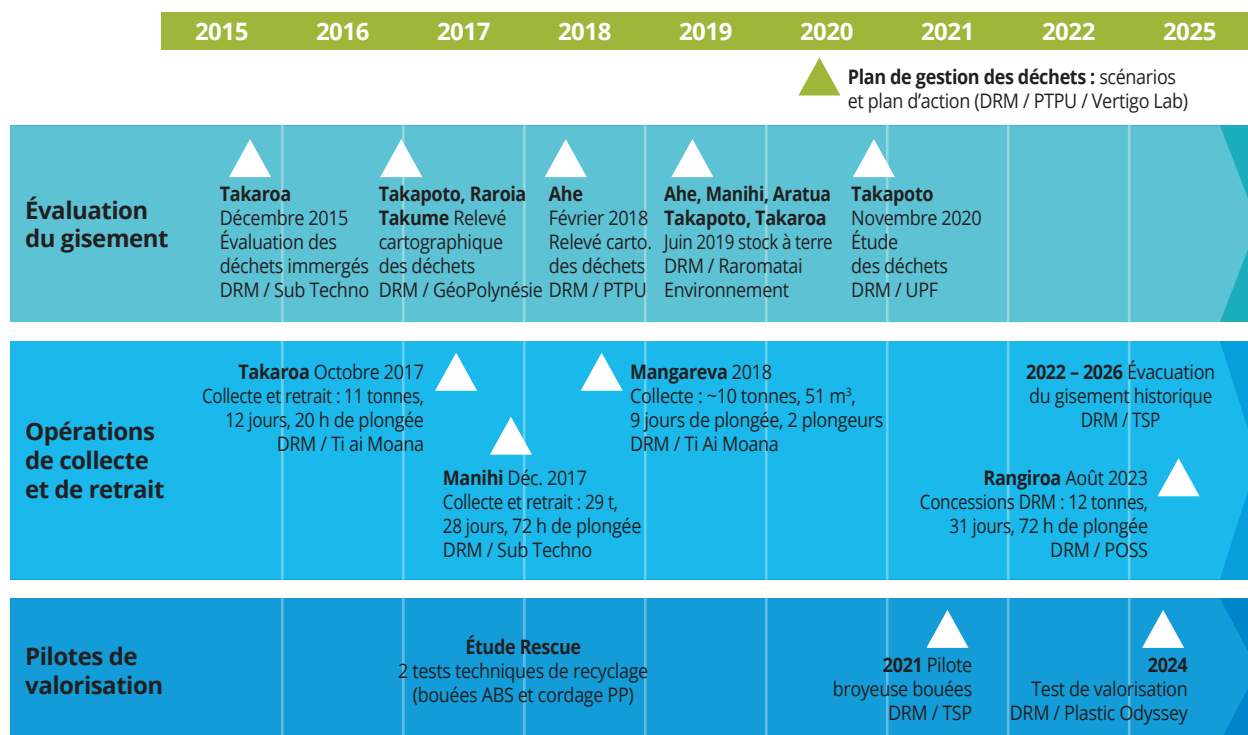 2015 2016 2017 2018 2019 2020 2021 2022 2025
Plan de gestion des déchets : scénarios
et plan d’action (DRM / PTPU / Vertigo Lab)
Évaluation
du gisement
Takaroa
Décembre 2015
Évaluation des
déchets immergés
DRM / Sub Techno
Takapoto, Raroia
Takume Relevé
cartographique
des déchets
DRM / GéoPolynésie
Ahe
Février 2018
Relevé carto.
des déchets
DRM / PTPU
Ahe, Manihi, Aratua
Takapoto, Takaroa
Juin 2019 stock à terre
DRM / Raromatai
Environnement
Takapoto
Novembre 2020
Étude
des déchets
DRM / UPF
Opérations
de collecte
et de retrait
Takaroa Octobre 2017
Collecte et retrait : 11 tonnes,
12 jours, 20 h de plongée
DRM / Ti ai Moana
Manihi Déc. 2017
Collecte et retrait : 29 t,
28 jours, 72 h de plongée
DRM / Sub Techno
Mangareva 2018
Collecte : ~10 tonnes, 51 m³,
9 jours de plongée, 2 plongeurs
DRM / Ti Ai Moana
2022 – 2026 Évacuation
du gisement historique
DRM / TSP
Rangiroa Août 2023
Concessions DRM : 12 tonnes,
31 jours, 72 h de plongée
DRM / POSS
Pilotes de
valorisation
Étude Rescue
2 tests techniques de recyclage
(bouées ABS et cordage PP)
2021 Pilote
broyeuse bouées
DRM / TSP
2024
Test de valorisation
DRM / Plastic Odyssey